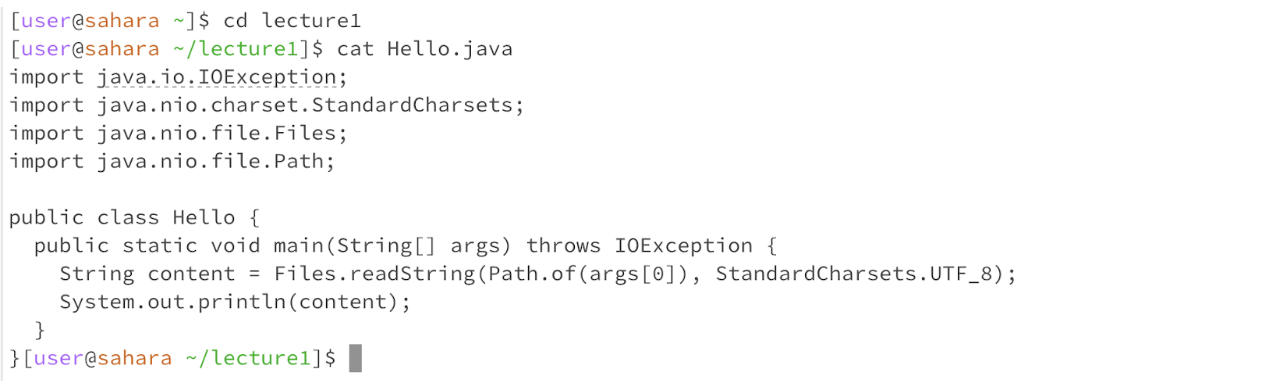 [user@sahara ~]$ cd lecture1
[user@sahara ~/lecture1]$ cat Hello.java
import java.io.IOException;
import java.nio.charset.StandardCharsets;
import java.nio.file.Files;
import java.nio.file.Path;

public class Hello {
  public static void main(String[] args) throws IOException {
    String content = Files.readString(Path.of(args[0]), StandardCharsets.UTF_8);
    System.out.println(content);
  }
}[user@sahara ~/lecture1]$